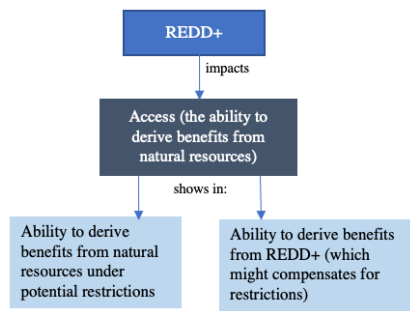 REDD+
impacts
Access (the ability to
derive benefits from
natural resources)
shows in:
Ability to derive
benefits from natural
resources under
potential restrictions
Ability to derive benefits
from REDD+ (which
might compensates for
restrictions)